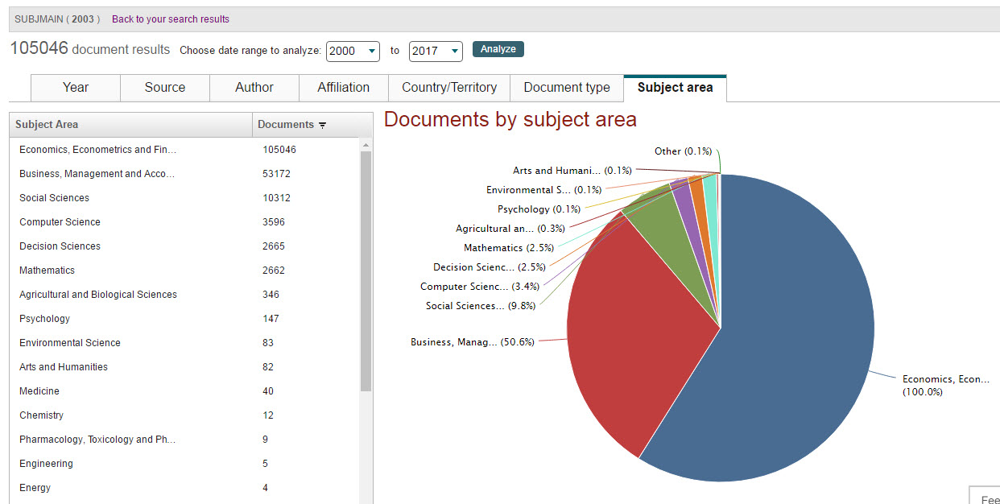 SUBJMAIN ( 2003 ) Back to your search results
105046 document results Choose date range to analyze: 2000 to 2017 Analyze
Year Source Author Affiliation Country/Territory Document type Subject area
Subject Area Documents
Economics, Econometrics and Fin... 105046
Business, Management and Acco... 53172
Social Sciences 10312
Computer Science 3596
Decision Sciences 2665
Mathematics 2662
Agricultural and Biological Sciences 346
Psychology 147
Environmental Science 83
Arts and Humanities 82
Medicine 40
Chemistry 12
Pharmacology, Toxicology and Ph... 9
Engineering 5
Energy 4
Documents by subject area
Other (0.1%)
Arts and Humani... (0.1%)
Environmental S... (0.1%)
Psychology (0.1%)
Agricultural an... (0.3%)
Mathematics (2.5%)
Decision Scienc... (2.5%)
Computer Scienc... (3.4%)
Social Sciences... (9.8%)
Business, Manag... (50.6%)
Economics, Econ...
(100.0%)
Fee